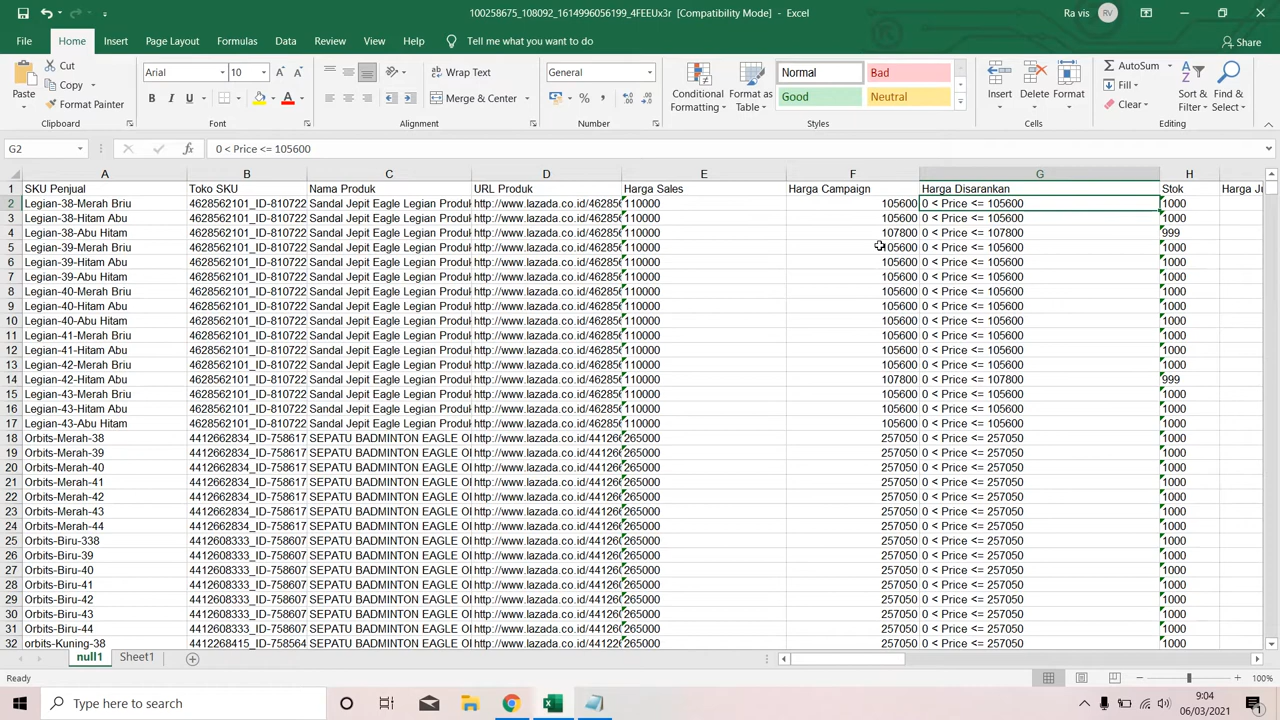 100258675_108092_1614996056199_4FEEUx3r [Compatibility Mode] - Excel
Ra vis RV
File Home Insert Page Layout Formulas Data Review View Help Tell me what you want to do Share
Paste Cut Copy Format Painter Clipboard
Arial 10 B I U A Font
Wrap Text Merge & Center Alignment
General % , Number
Conditional Formatting Format as Table Normal Bad Good Neutral Styles
Insert Delete Format Cells
AutoSum Fill Clear Sort & Filter Find & Select Editing
G2 fx 0 < Price <= 105600
A B C D E F G H
1 SKU Penjual Toko SKU Nama Produk URL Produk Harga Sales Harga Campaign Harga Disarankan Stok Harga Ji
2 Legian-38-Merah Briu 4628562101_ID-810722 Sandal Jepit Eagle Legian Produk http://www.lazada.co.id/46285 110000 105600 0 < Price <= 105600 1000
3 Legian-38-Hitam Abu 4628562101_ID-810722 Sandal Jepit Eagle Legian Produk http://www.lazada.co.id/46285 110000 105600 0 < Price <= 105600 1000
4 Legian-38-Abu Hitam 4628562101_ID-810722 Sandal Jepit Eagle Legian Produk http://www.lazada.co.id/46285 110000 107800 0 < Price <= 107800 999
5 Legian-39-Merah Briu 4628562101_ID-810722 Sandal Jepit Eagle Legian Produk http://www.lazada.co.id/46285 110000 105600 0 < Price <= 105600 1000
6 Legian-39-Hitam Abu 4628562101_ID-810722 Sandal Jepit Eagle Legian Produk http://www.lazada.co.id/46285 110000 105600 0 < Price <= 105600 1000
7 Legian-39-Abu Hitam 4628562101_ID-810722 Sandal Jepit Eagle Legian Produk http://www.lazada.co.id/46285 110000 105600 0 < Price <= 105600 1000
8 Legian-40-Merah Briu 4628562101_ID-810722 Sandal Jepit Eagle Legian Produk http://www.lazada.co.id/46285 110000 105600 0 < Price <= 105600 1000
9 Legian-40-Hitam Abu 4628562101_ID-810722 Sandal Jepit Eagle Legian Produk http://www.lazada.co.id/46285 110000 105600 0 < Price <= 105600 1000
10 Legian-40-Abu Hitam 4628562101_ID-810722 Sandal Jepit Eagle Legian Produk http://www.lazada.co.id/46285 110000 105600 0 < Price <= 105600 1000
11 Legian-41-Merah Briu 4628562101_ID-810722 Sandal Jepit Eagle Legian Produk http://www.lazada.co.id/46285 110000 105600 0 < Price <= 105600 1000
12 Legian-41-Hitam Abu 4628562101_ID-810722 Sandal Jepit Eagle Legian Produk http://www.lazada.co.id/46285 110000 105600 0 < Price <= 105600 1000
13 Legian-42-Merah Briu 4628562101_ID-810722 Sandal Jepit Eagle Legian Produk http://www.lazada.co.id/46285 110000 105600 0 < Price <= 105600 1000
14 Legian-42-Hitam Abu 4628562101_ID-810722 Sandal Jepit Eagle Legian Produk http://www.lazada.co.id/46285 110000 107800 0 < Price <= 107800 999
15 Legian-43-Merah Briu 4628562101_ID-810722 Sandal Jepit Eagle Legian Produk http://www.lazada.co.id/46285 110000 105600 0 < Price <= 105600 1000
16 Legian-43-Hitam Abu 4628562101_ID-810722 Sandal Jepit Eagle Legian Produk http://www.lazada.co.id/46285 110000 105600 0 < Price <= 105600 1000
17 Legian-43-Abu Hitam 4628562101_ID-810722 Sandal Jepit Eagle Legian Produk http://www.lazada.co.id/46285 110000 105600 0 < Price <= 105600 1000
18 Orbits-Merah-38 4412662834_ID-758617 SEPATU BADMINTON EAGLE OI http://www.lazada.co.id/44126 265000 257050 0 < Price <= 257050 1000
19 Orbits-Merah-39 4412662834_ID-758617 SEPATU BADMINTON EAGLE OI http://www.lazada.co.id/44126 265000 257050 0 < Price <= 257050 1000
20 Orbits-Merah-40 4412662834_ID-758617 SEPATU BADMINTON EAGLE OI http://www.lazada.co.id/44126 265000 257050 0 < Price <= 257050 1000
21 Orbits-Merah-41 4412662834_ID-758617 SEPATU BADMINTON EAGLE OI http://www.lazada.co.id/44126 265000 257050 0 < Price <= 257050 1000
22 Orbits-Merah-42 4412662834_ID-758617 SEPATU BADMINTON EAGLE OI http://www.lazada.co.id/44126 265000 257050 0 < Price <= 257050 1000
23 Orbits-Merah-43 4412662834_ID-758617 SEPATU BADMINTON EAGLE OI http://www.lazada.co.id/44126 265000 257050 0 < Price <= 257050 1000
24 Orbits-Merah-44 4412662834_ID-758617 SEPATU BADMINTON EAGLE OI http://www.lazada.co.id/44126 265000 257050 0 < Price <= 257050 1000
25 Orbits-Biru-338 4412608333_ID-758607 SEPATU BADMINTON EAGLE OI http://www.lazada.co.id/44126 265000 257050 0 < Price <= 257050 1000
26 Orbits-Biru-39 4412608333_ID-758607 SEPATU BADMINTON EAGLE OI http://www.lazada.co.id/44126 265000 257050 0 < Price <= 257050 1000
27 Orbits-Biru-40 4412608333_ID-758607 SEPATU BADMINTON EAGLE OI http://www.lazada.co.id/44126 265000 257050 0 < Price <= 257050 1000
28 Orbits-Biru-41 4412608333_ID-758607 SEPATU BADMINTON EAGLE OI http://www.lazada.co.id/44126 265000 257050 0 < Price <= 257050 1000
29 Orbits-Biru-42 4412608333_ID-758607 SEPATU BADMINTON EAGLE OI http://www.lazada.co.id/44126 265000 257050 0 < Price <= 257050 1000
30 Orbits-Biru-43 4412608333_ID-758607 SEPATU BADMINTON EAGLE OI http://www.lazada.co.id/44126 265000 257050 0 < Price <= 257050 1000
31 Orbits-Biru-44 4412608333_ID-758607 SEPATU BADMINTON EAGLE OI http://www.lazada.co.id/44126 265000 257050 0 < Price <= 257050 1000
32 orbits-Kuning-38 4412268415_ID-758564 SEPATU BADMINTON EAGLE OI http://www.lazada.co.id/44122 265000 257050 0 < Price <= 257050 1000
null1 Sheet1
Ready 100%
Type here to search
9:04
06/03/2021